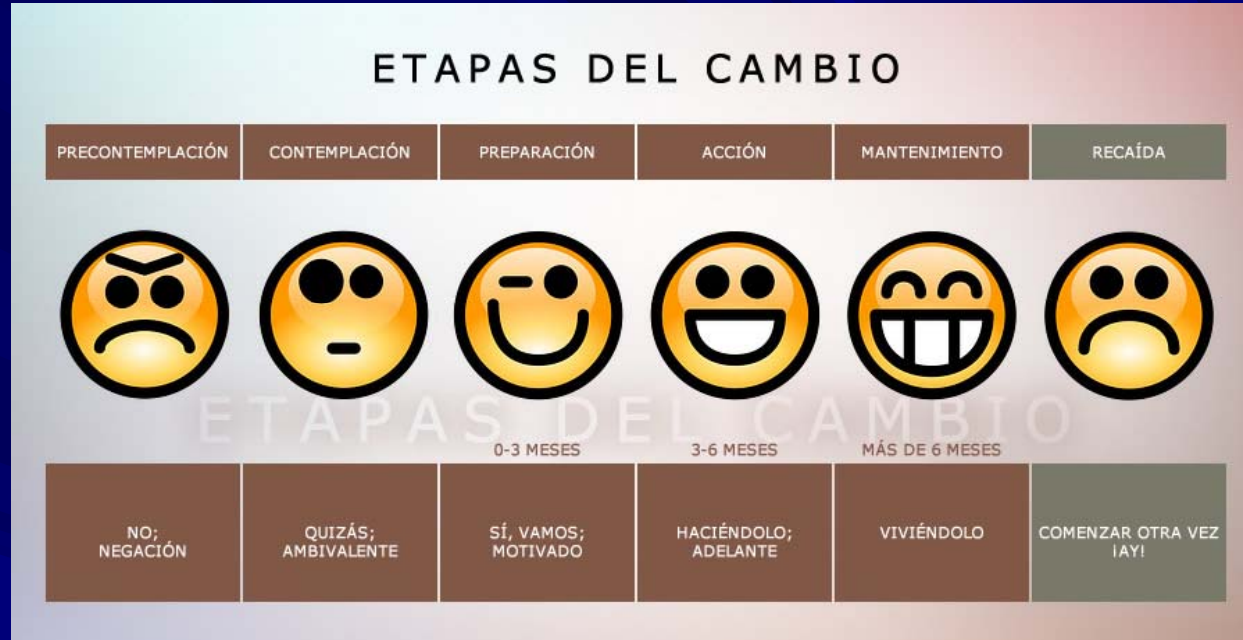 ETAPAS DEL CAMBIO
PRECONTEMPLACIÓN
CONTEMPLACIÓN
PREPARACIÓN
ACCIÓN
MANTENIMIENTO
RECAÍDA
ETAPAS DEL CAMBIO
0-3 MESES
3-6 MESES
MÁS DE 6 MESES
NO;
NEGACIÓN
QUIZÁS;
AMBIVALENTE
SÍ, VAMOS;
MOTIVADO
HACIÉNDOLO;
ADELANTE
VIVIÉNDOLO
COMENZAR OTRA VEZ
¡AY!